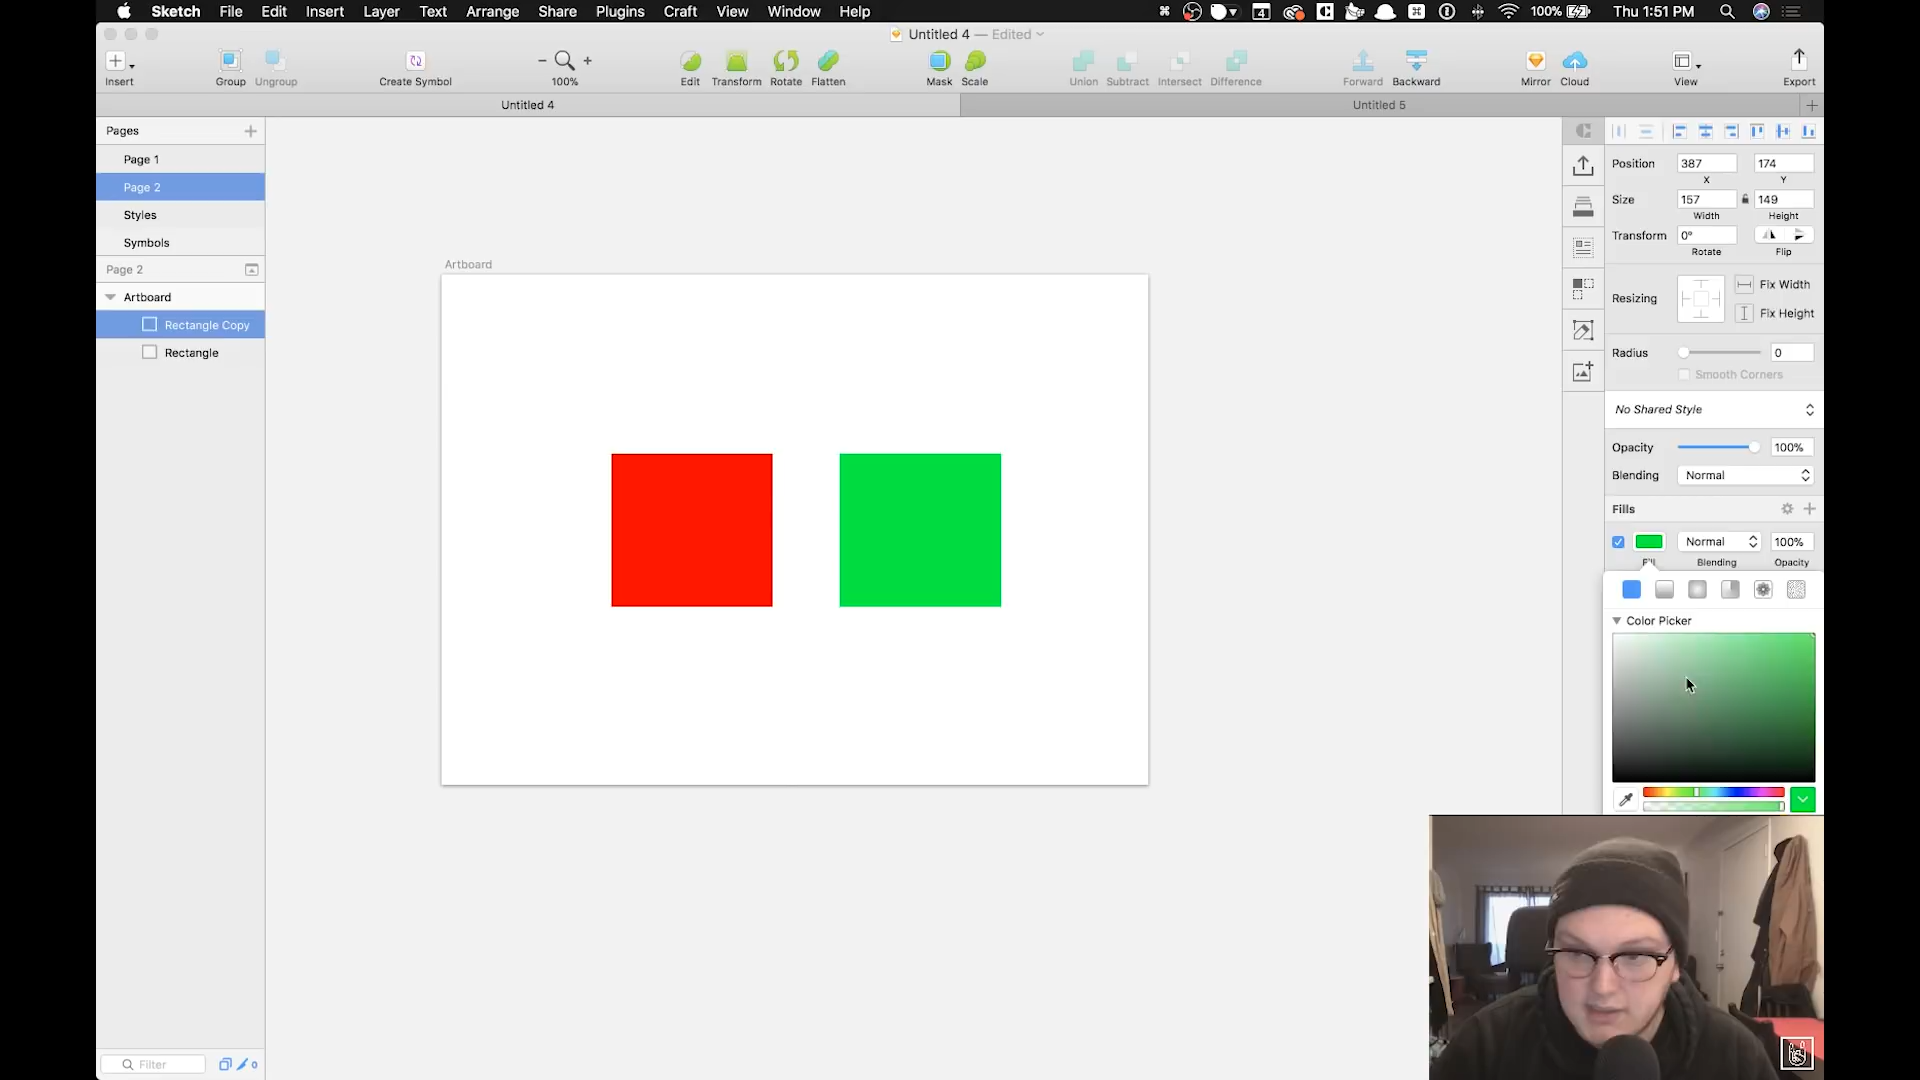 Sketch File Edit Insert Layer Text Arrange Share Plugins Craft View Window Help 4 100% Thu 1:51 PM
Untitled 4 — Edited
Insert Group Ungroup Create Symbol 100% Edit Transform Rotate Flatten Mask Scale Union Subtract Intersect Difference Forward Backward Mirror Cloud View Export
Untitled 4 Untitled 5
Pages
Page 1
Page 2
Styles
Symbols
Page 2
Artboard
Rectangle Copy
Rectangle
Filter 0
Artboard
Position 387 174
X Y
Size 157 149
Width Height
Transform 0°
Rotate Flip
Resizing Fix Width
Fix Height
Radius 0
Smooth Corners
No Shared Style
Opacity 100%
Blending Normal
Fills
Normal 100%
Fill Blending Opacity
Color Picker